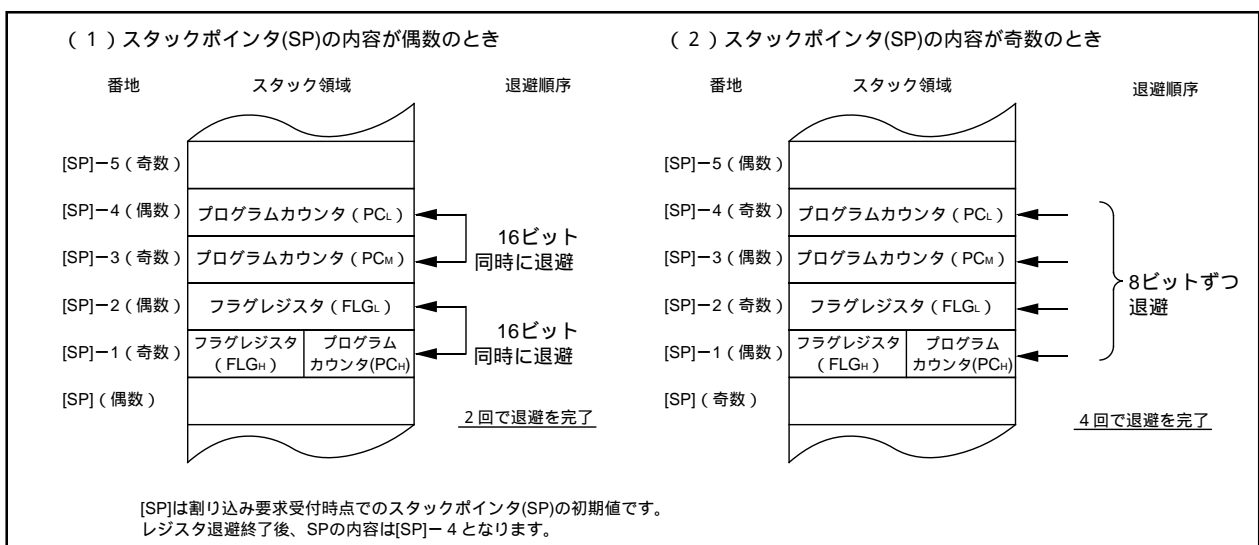 (1)スタックポインタ(SP)の内容が偶数のとき
番地 スタック領域 退避順序
[SP]－5(奇数)
[SP]－4(偶数) プログラムカウンタ(PCL)
[SP]－3(奇数) プログラムカウンタ(PCM)
16ビット
同時に退避
[SP]－2(偶数) フラグレジスタ(FLGL)
[SP]－1(奇数) フラグレジスタ(FLGH) プログラムカウンタ(PCH)
16ビット
同時に退避
[SP](偶数)
2回で退避を完了
(2)スタックポインタ(SP)の内容が奇数のとき
番地 スタック領域 退避順序
[SP]－5(偶数)
[SP]－4(奇数) プログラムカウンタ(PCL)
[SP]－3(偶数) プログラムカウンタ(PCM)
[SP]－2(奇数) フラグレジスタ(FLGL)
[SP]－1(偶数) フラグレジスタ(FLGH) プログラムカウンタ(PCH)
8ビットずつ
退避
[SP](奇数)
4回で退避を完了
[SP]は割り込み要求受付時点でのスタックポインタ(SP)の初期値です。
レジスタ退避終了後、SPの内容は[SP]－4となります。